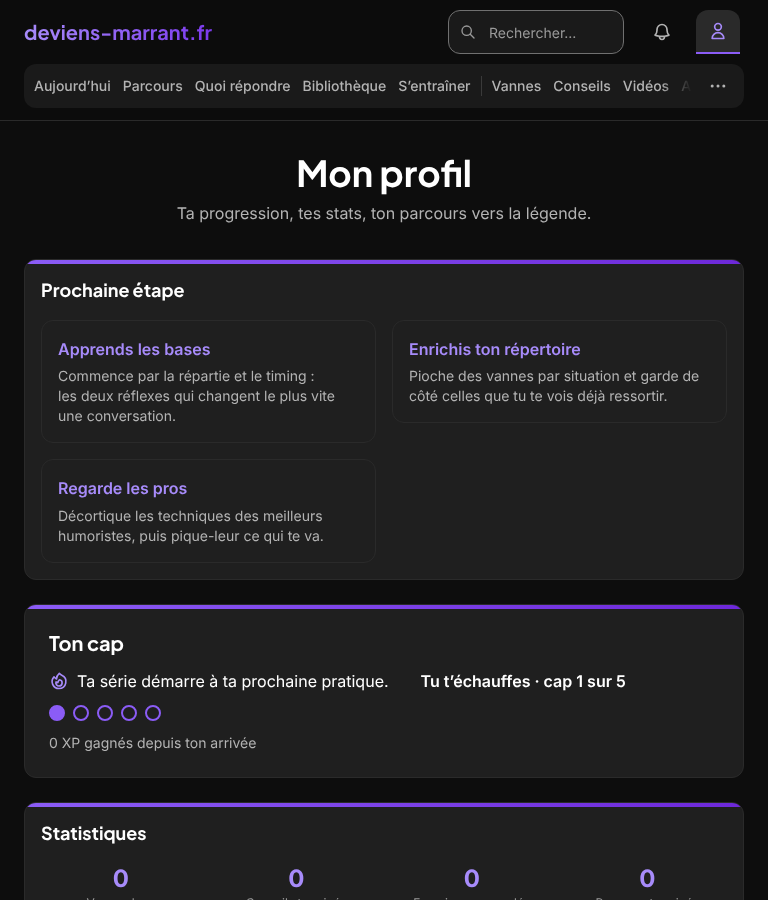 deviens-marrant.fr
Rechercher...
Aujourd’hui Parcours Quoi répondre Bibliothèque S’entraîner Vannes Conseils Vidéos
Mon profil
Ta progression, tes stats, ton parcours vers la légende.
Prochaine étape
Apprends les bases
Commence par la répartie et le timing :
les deux réflexes qui changent le plus vite
une conversation.
Enrichis ton répertoire
Pioche des vannes par situation et garde de
côté celles que tu te vois déjà ressortir.
Regarde les pros
Décortique les techniques des meilleurs
humoristes, puis pique-leur ce qui te va.
Ton cap
Ta série démarre à ta prochaine pratique. Tu t’échauffes · cap 1 sur 5
0 XP gagnés depuis ton arrivée
Statistiques
0 0 0 0